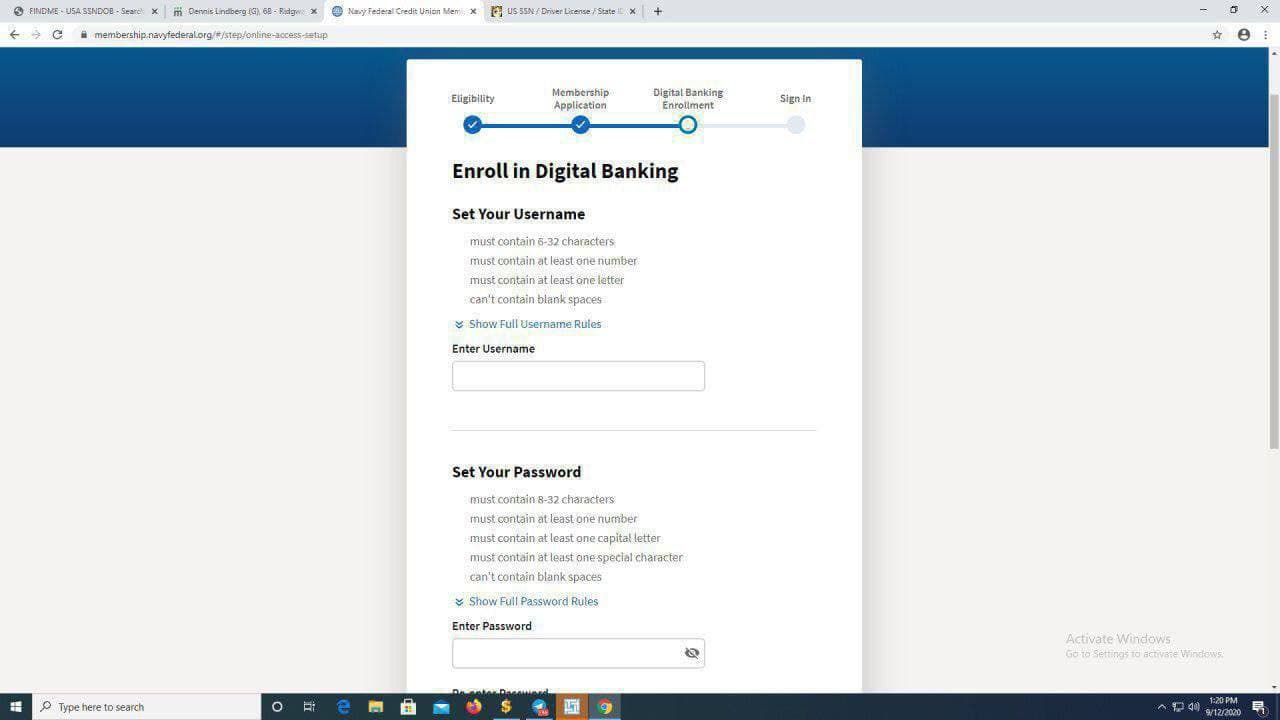 FINDME - USA SSNDOB - Search
Dennis Lindberg (G), 68 - Ridgwa
Navy Federal Credit Union Mem
US SSN / Driver License / State ID
membership.navyfederal.org/#/step/online-access-setup
Eligibility
Membership Application
Digital Banking Enrollment
Sign In
Enroll in Digital Banking
Set Your Username
must contain 6-32 characters
must contain at least one number
must contain at least one letter
can't contain blank spaces
Show Full Username Rules
Enter Username
Set Your Password
must contain 8-32 characters
must contain at least one number
must contain at least one capital letter
must contain at least one special character
can't contain blank spaces
Show Full Password Rules
Enter Password
Re-enter Password
Activate Windows
Go to Settings to activate Windows.
Type here to search
1:20 PM
9/12/2020